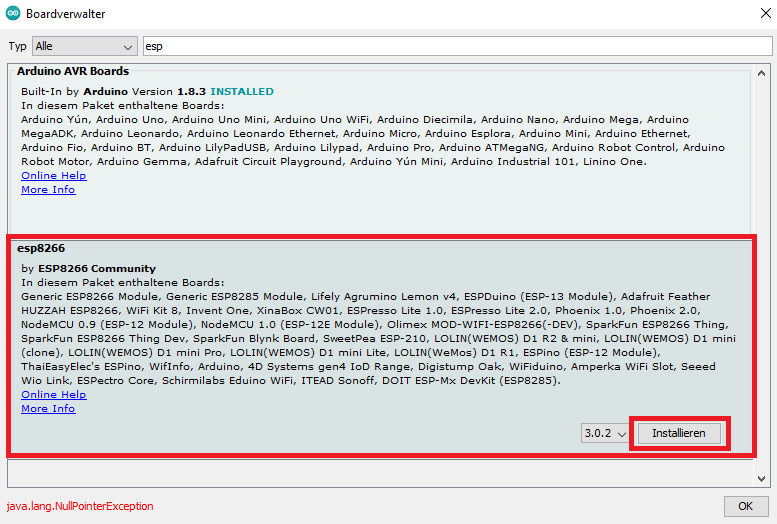 Boardverwalter
Typ Alle esp
Arduino AVR Boards
Built-In by Arduino Version 1.8.3 INSTALLED
In diesem Paket enthaltene Boards:
Arduino Yún, Arduino Uno, Arduino Uno Mini, Arduino Uno WiFi, Arduino Diecimila, Arduino Nano, Arduino Mega, Arduino
MegaADK, Arduino Leonardo, Arduino Leonardo Ethernet, Arduino Micro, Arduino Esplora, Arduino Mini, Arduino Ethernet,
Arduino Fio, Arduino BT, Arduino LilyPadUSB, Arduino Lilypad, Arduino Pro, Arduino ATMegaNG, Arduino Robot Control, Arduino
Robot Motor, Arduino Gemma, Adafruit Circuit Playground, Arduino Yún Mini, Arduino Industrial 101, Linino One.
Online Help
More Info
esp8266
by ESP8266 Community
In diesem Paket enthaltene Boards:
Generic ESP8266 Module, Generic ESP8285 Module, Lifely Agrumino Lemon v4, ESPDuino (ESP-13 Module), Adafruit Feather
HUZZAH ESP8266, WiFi Kit 8, Invent One, XinaBox CW01, ESPresso Lite 1.0, ESPresso Lite 2.0, Phoenix 1.0, Phoenix 2.0,
NodeMCU 0.9 (ESP-12 Module), NodeMCU 1.0 (ESP-12E Module), Olimex MOD-WIFI-ESP8266(-DEV), SparkFun ESP8266 Thing,
SparkFun ESP8266 Thing Dev, SparkFun Blynk Board, SweetPea ESP-210, LOLIN(WEMOS) D1 R2 & mini, LOLIN(WEMOS) D1 mini
(clone), LOLIN(WEMOS) D1 mini Pro, LOLIN(WEMOS) D1 mini Lite, LOLIN(WeMos) D1 R1, ESPino (ESP-12 Module),
ThaiEasyElec's ESPino, WifInfo, Arduino, 4D Systems gen4 IoD Range, Digistump Oak, WiFiduino, Amperka WiFi Slot, Seeed
Wio Link, ESPectro Core, Schirmilabs Eduino WiFi, ITEAD Sonoff, DOIT ESP-Mx DevKit (ESP8285).
Online Help
More Info
3.0.2 Installieren
java.lang.NullPointerException
OK